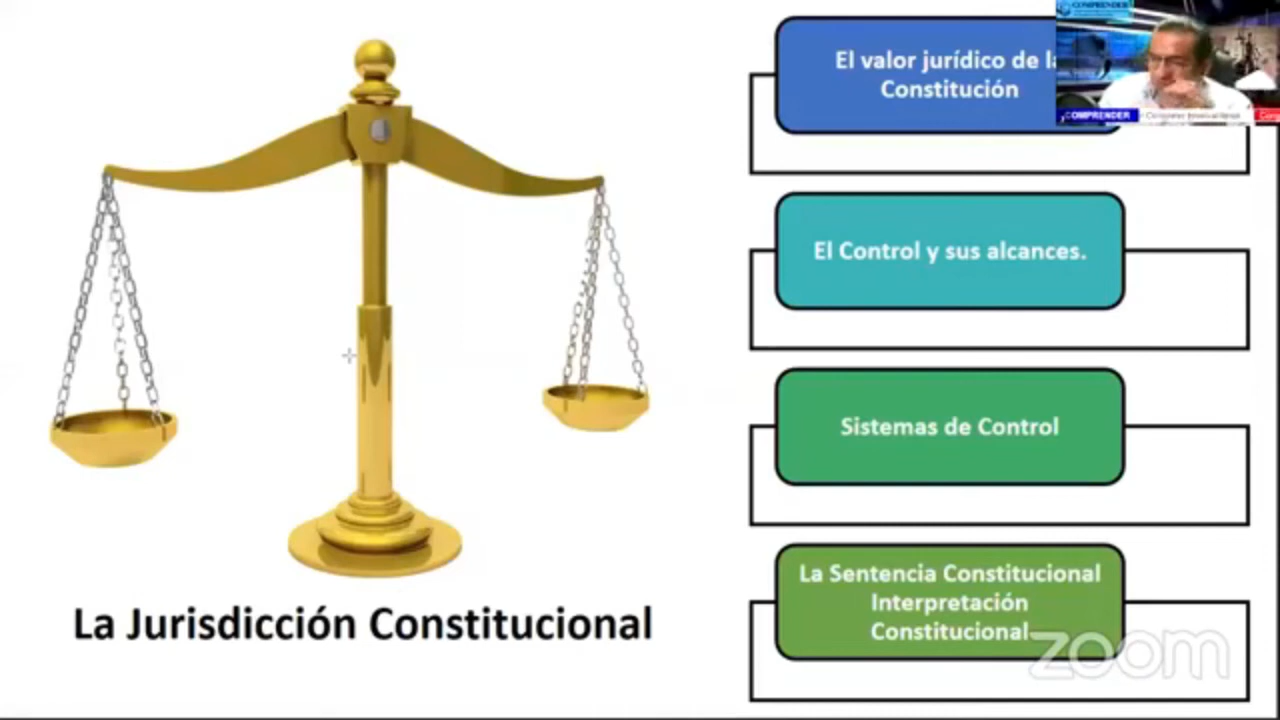 La Jurisdicción Constitucional
El valor jurídico de la
Constitución
El Control y sus alcances.
Sistemas de Control
La Sentencia Constitucional
Interpretación
Constitucional
zoom
COMPRENDER
COMPRENDER